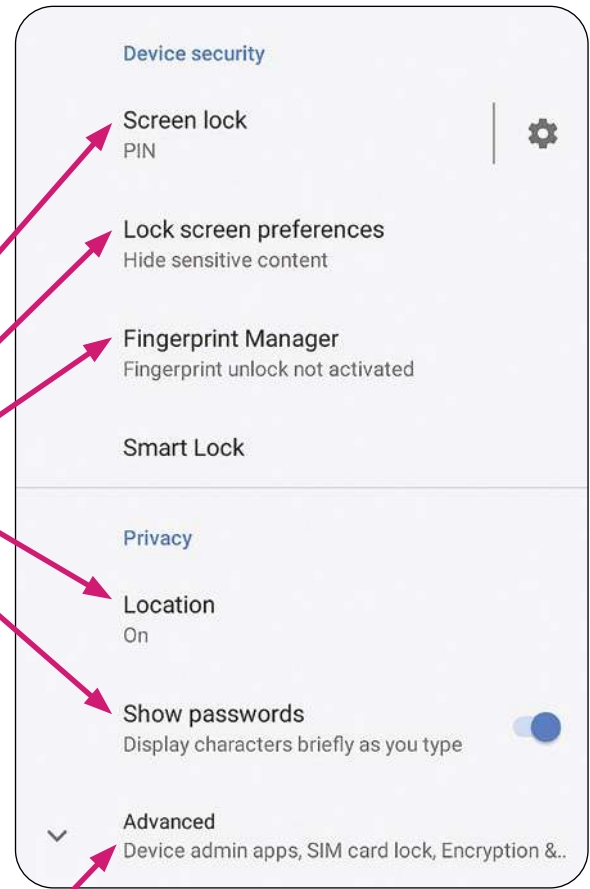 Device security
Screen lock
PIN
Lock screen preferences
Hide sensitive content
Fingerprint Manager
Fingerprint unlock not activated
Smart Lock
Privacy
Location
On
Show passwords
Display characters briefly as you type
Advanced
Device admin apps, SIM card lock, Encryption &..